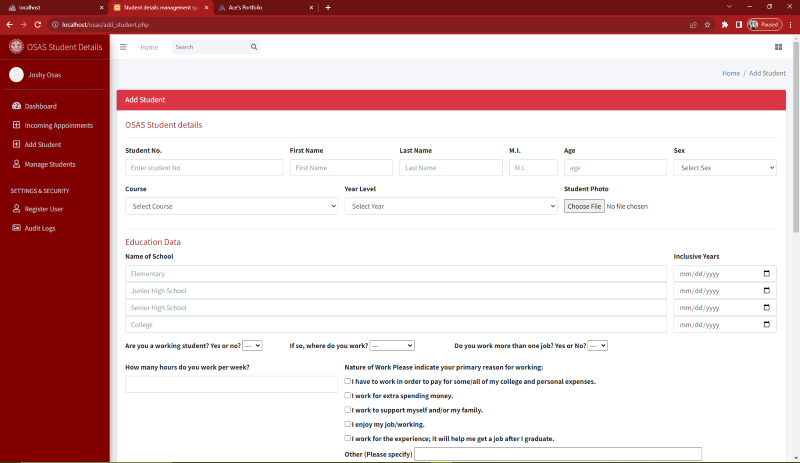 localhost
Student details management sys
Ace's Portfolio
localhost/osas/add_student.php
Paused
OSAS Student Details
Home
Search
Joshy Osas
Home / Add Student
Dashboard
Incoming Appoinments
Add Student
Manage Students
SETTINGS & SECURITY
Register User
Audit Logs
Add Student
OSAS Student details
Student No. First Name Last Name M.I. Age Sex
Enter student No First Name Last Name M.I. age Select Sex
Course Year Level Student Photo
Select Course Select Year Choose File No file chosen
Education Data
Name of School Inclusive Years
Elementary mm/dd/yyyy
Junior High School mm/dd/yyyy
Senior High School mm/dd/yyyy
College mm/dd/yyyy
Are you a working student? Yes or no? --- If so, where do you work? --- Do you work more than one job? Yes or No? ---
How many hours do you work per week? Nature of Work Please indicate your primary reason for working:
I have to work in order to pay for some/all of my college and personal expenses.
I work for extra spending money.
I work to support myself and/or my family.
I enjoy my job/working.
I work for the experience; it will help me get a job after I graduate.
Other (Please specify)